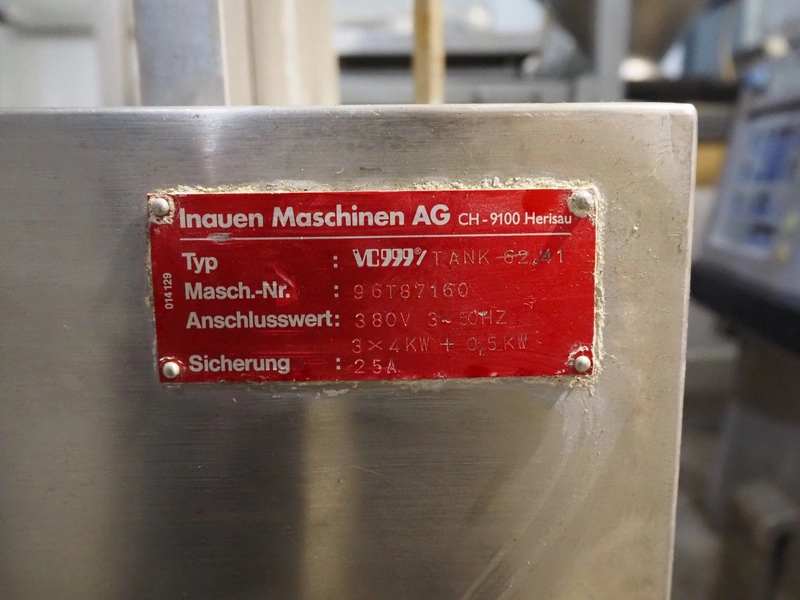 Inauen Maschinen AG CH-9100 Herisau
Typ : VC999®/ TANK 62,41
Masch.-Nr. : 96T87160
Anschlusswert: 380V 3~50HZ
3×4KW + 0,5KW
Sicherung : 25A
014129